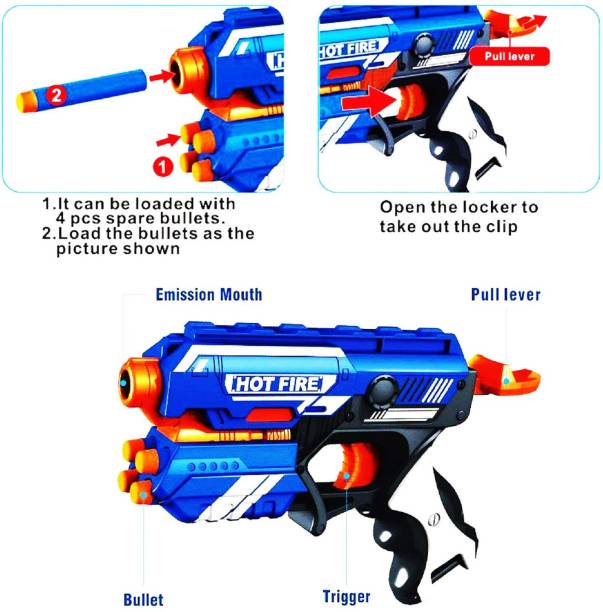 2
HOT FIRE
1
HOT FIRE
Pull lever
1.It can be loaded with
4 pcs spare bullets.
2.Load the bullets as the
picture shown
Open the locker to
take out the clip
Emission Mouth
Pull lever
HOT FIRE
Bullet
Trigger